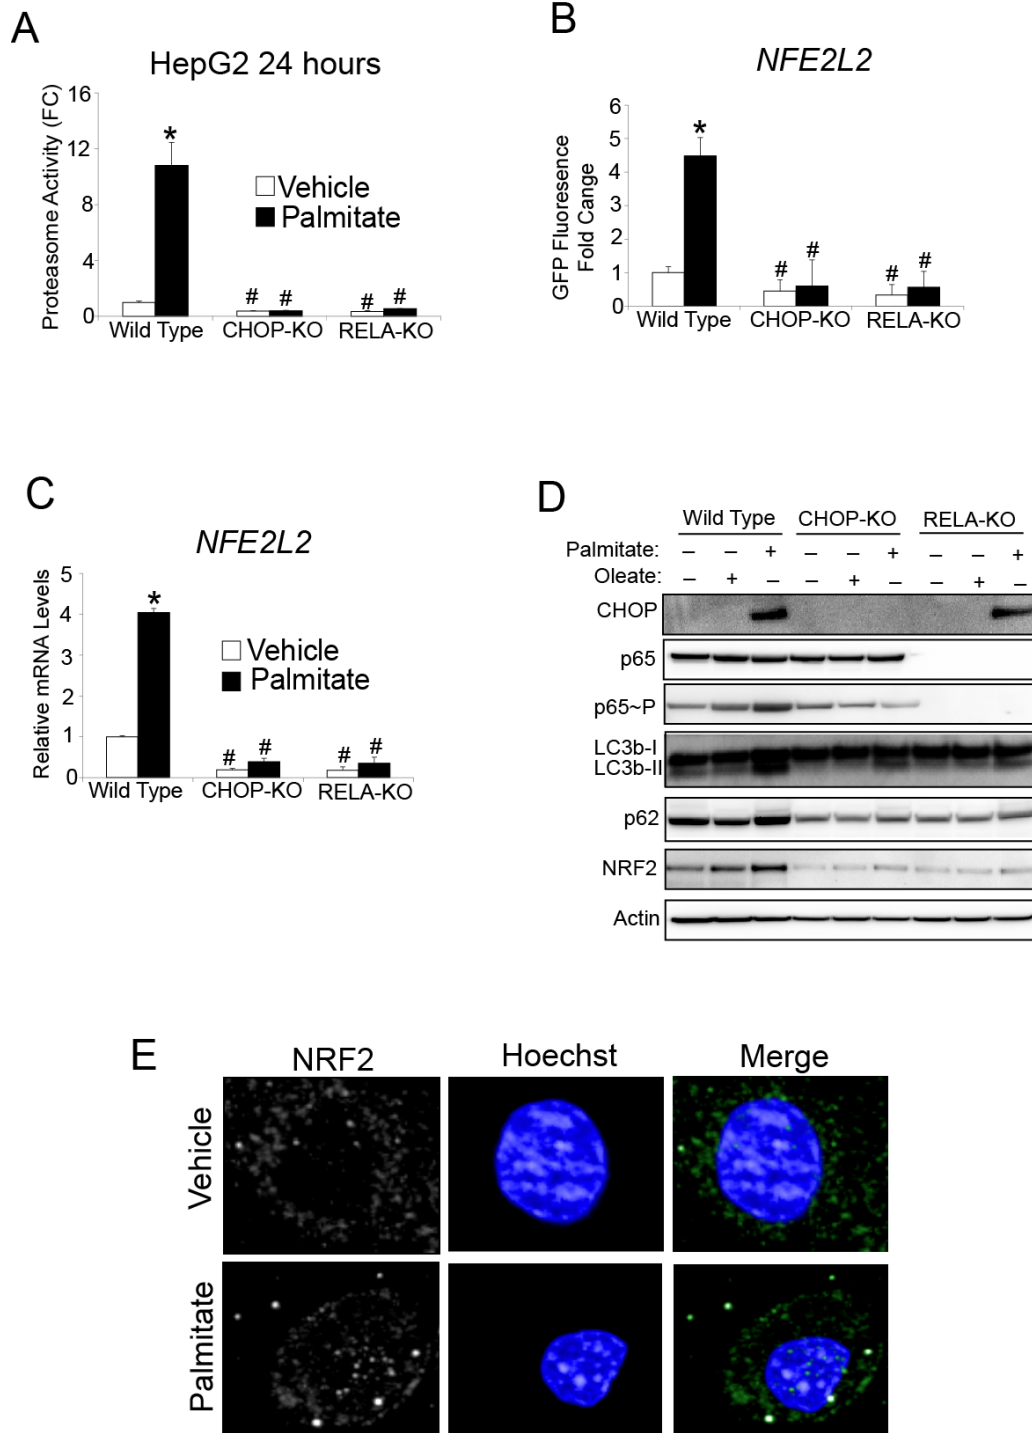 A
HepG2 24 hours
Proteasome Activity (FC)
16
12
8
4
0
*
# # # #
Vehicle
Palmitate
Wild Type CHOP-KO RELA-KO
B
NFE2L2
GFP Fluoresence
Fold Cange
6
5
4
3
2
1
0
*
# # # #
Wild Type CHOP-KO RELA-KO
C
NFE2L2
Relative mRNA Levels
5
4
3
2
1
0
*
# # # #
Vehicle
Palmitate
Wild Type CHOP-KO RELA-KO
D
Wild Type CHOP-KO RELA-KO
Palmitate: – – + – – + – – +
Oleate: – + – – + – – + –
CHOP
p65
p65~P
LC3b-I
LC3b-II
p62
NRF2
Actin
E
NRF2 Hoechst Merge
Vehicle
Palmitate